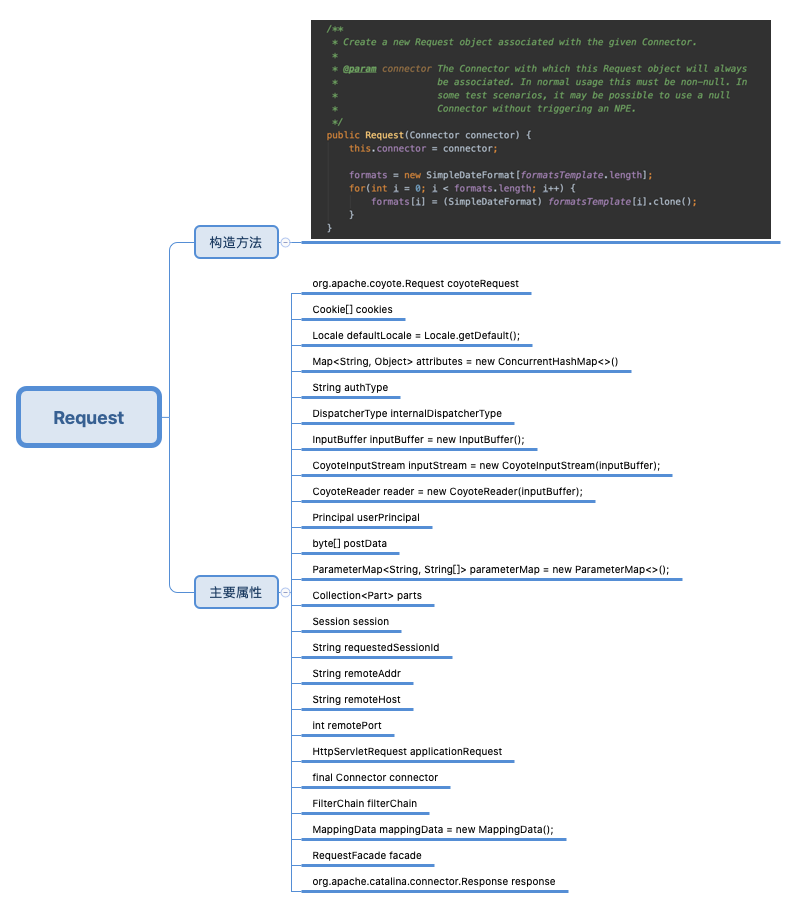 /**
 * Create a new Request object associated with the given Connector.
 *
 * @param connector The Connector with which this Request object will always
 *                  be associated. In normal usage this must be non-null. In
 *                  some test scenarios, it may be possible to use a null
 *                  Connector without triggering an NPE.
 */
public Request(Connector connector) {
    this.connector = connector;

    formats = new SimpleDateFormat[formatsTemplate.length];
    for(int i = 0; i < formats.length; i++) {
        formats[i] = (SimpleDateFormat) formatsTemplate[i].clone();
    }
}
构造方法
org.apache.coyote.Request coyoteRequest
Cookie[] cookies
Locale defaultLocale = Locale.getDefault();
Map<String, Object> attributes = new ConcurrentHashMap<>()
String authType
DispatcherType internalDispatcherType
InputBuffer inputBuffer = new InputBuffer();
CoyoteInputStream inputStream = new CoyoteInputStream(inputBuffer);
CoyoteReader reader = new CoyoteReader(inputBuffer);
Principal userPrincipal
byte[] postData
ParameterMap<String, String[]> parameterMap = new ParameterMap<>();
Collection<Part> parts
Session session
String requestedSessionId
String remoteAddr
String remoteHost
int remotePort
HttpServletRequest applicationRequest
final Connector connector
FilterChain filterChain
MappingData mappingData = new MappingData();
RequestFacade facade
org.apache.catalina.connector.Response response
主要属性
Request